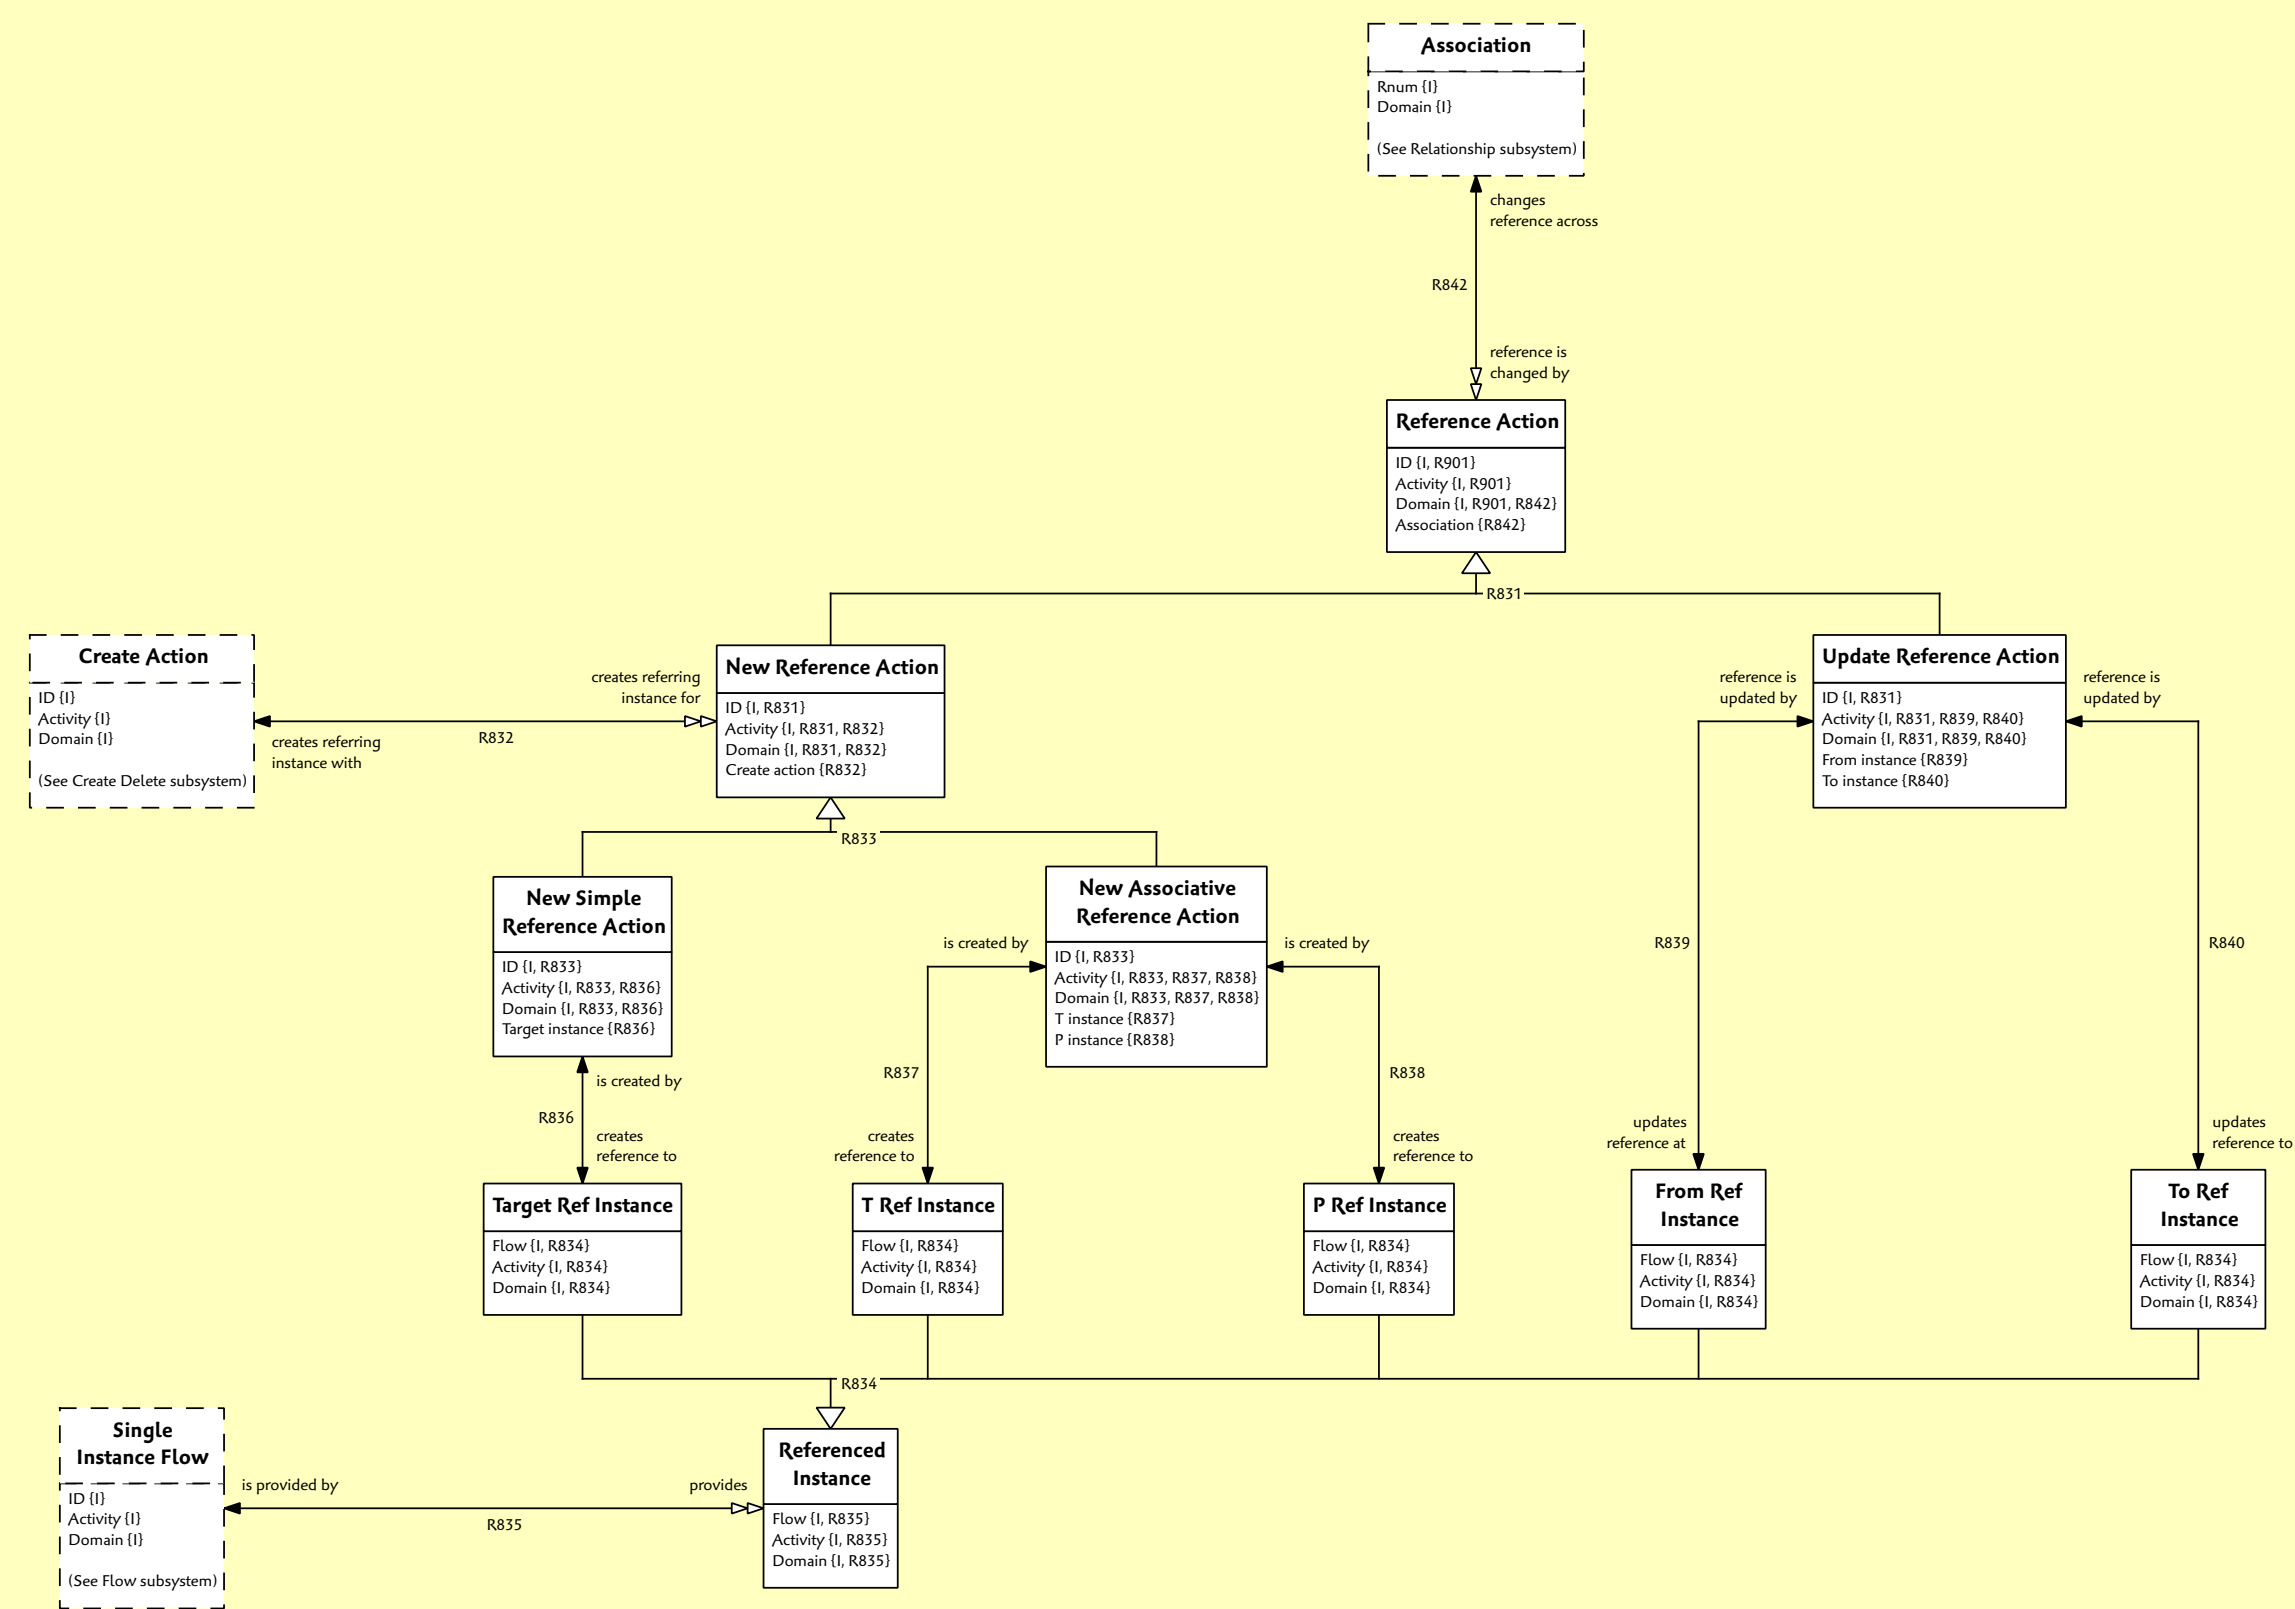 Association
Rnum {I}
Domain {I}
(See Relationship subsystem)
changes
reference across
R842
reference is
changed by
Reference Action
ID {I, R901}
Activity {I, R901}
Domain {I, R901, R842}
Association {R842}
R831
Create Action
ID {I}
Activity {I}
Domain {I}
(See Create Delete subsystem)
creates referring
instance with
R832
creates referring
instance for
New Reference Action
ID {I, R831}
Activity {I, R831, R832}
Domain {I, R831, R832}
Create action {R832}
reference is
updated by
Update Reference Action
ID {I, R831}
Activity {I, R831, R839, R840}
Domain {I, R831, R839, R840}
From instance {R839}
To instance {R840}
reference is
updated by
R833
New Simple
Reference Action
ID {I, R833}
Activity {I, R833, R836}
Domain {I, R833, R836}
Target instance {R836}
is created by
New Associative
Reference Action
ID {I, R833}
Activity {I, R833, R837, R838}
Domain {I, R833, R837, R838}
T instance {R837}
P instance {R838}
is created by
R839
R840
is created by
R836
creates
reference to
R837
creates
reference to
R838
creates
reference to
updates
reference at
updates
reference to
Target Ref Instance
Flow {I, R834}
Activity {I, R834}
Domain {I, R834}
T Ref Instance
Flow {I, R834}
Activity {I, R834}
Domain {I, R834}
P Ref Instance
Flow {I, R834}
Activity {I, R834}
Domain {I, R834}
From Ref
Instance
Flow {I, R834}
Activity {I, R834}
Domain {I, R834}
To Ref
Instance
Flow {I, R834}
Activity {I, R834}
Domain {I, R834}
R834
Single
Instance Flow
ID {I}
Activity {I}
Domain {I}
(See Flow subsystem)
is provided by
R835
provides
Referenced
Instance
Flow {I, R835}
Activity {I, R835}
Domain {I, R835}